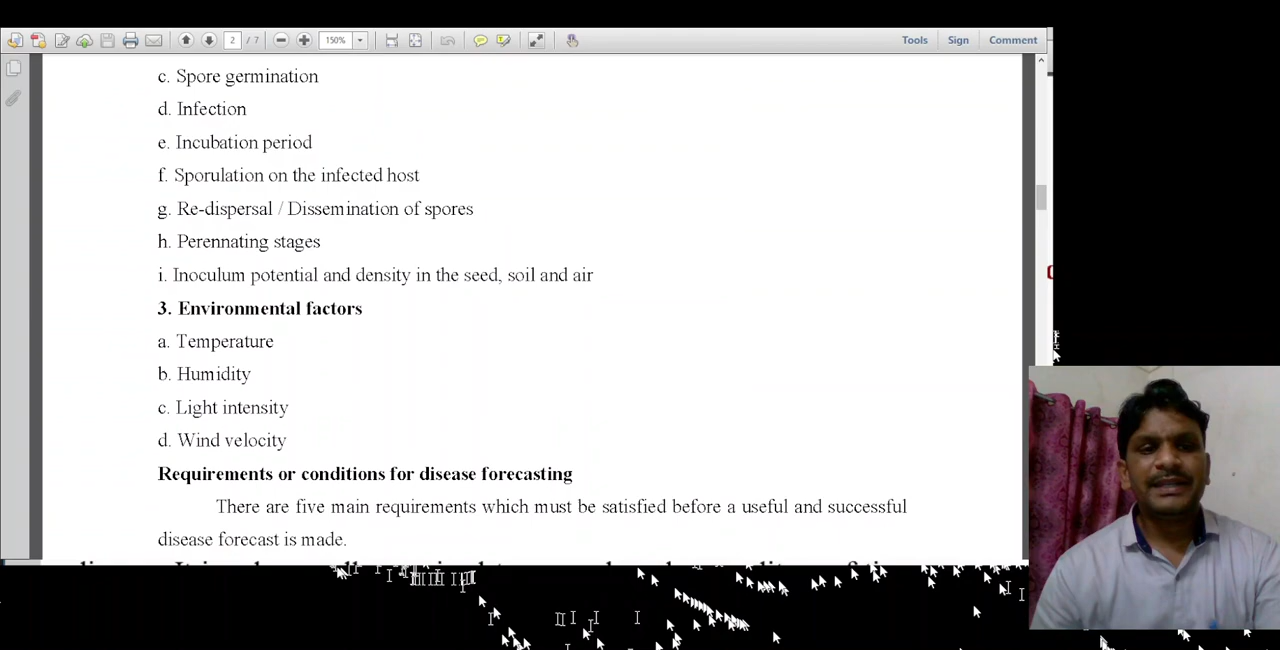 2 / 7
150%
Tools
Sign
Comment
c. Spore germination
d. Infection
e. Incubation period
f. Sporulation on the infected host
g. Re-dispersal / Dissemination of spores
h. Perennating stages
i. Inoculum potential and density in the seed, soil and air
3. Environmental factors
a. Temperature
b. Humidity
c. Light intensity
d. Wind velocity
Requirements or conditions for disease forecasting
There are five main requirements which must be satisfied before a useful and successful
disease forecast is made.